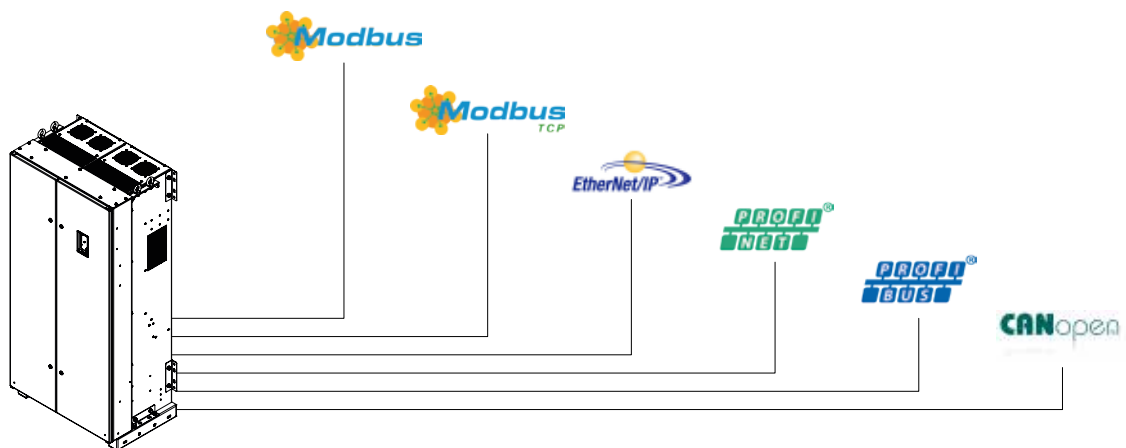 Modbus
Modbus
TCP
EtherNet/IP
PROFI®
NET
PROFI®
BUS
CANopen